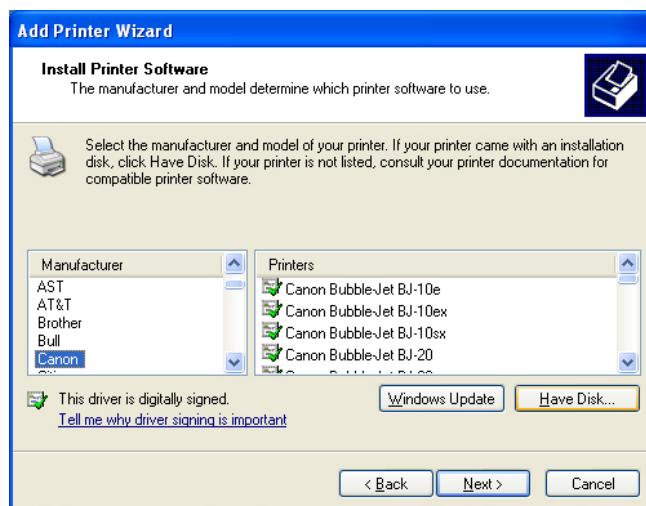 Add Printer Wizard
Install Printer Software
The manufacturer and model determine which printer software to use.
Select the manufacturer and model of your printer. If your printer came with an installation
disk, click Have Disk. If your printer is not listed, consult your printer documentation for
compatible printer software.
Manufacturer
AST
AT&T
Brother
Bull
Canon
Printers
Canon Bubble-Jet BJ-10e
Canon Bubble-Jet BJ-10ex
Canon Bubble-Jet BJ-10sx
Canon Bubble-Jet BJ-20
This driver is digitally signed.
Tell me why driver signing is important
Windows Update
Have Disk...
< Back
Next >
Cancel